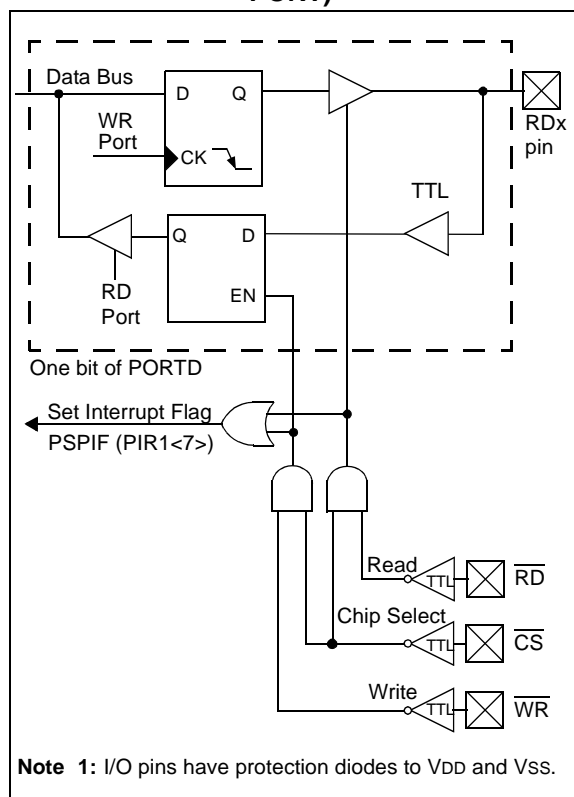 PORT)
Data Bus
D Q
WR
Port
CK
RDx
pin
TTL
Q D
EN
RD
Port
One bit of PORTD
Set Interrupt Flag
PSPIF (PIR1<7>)
Read
TTL
RD
Chip Select
TTL
CS
Write
TTL
WR
Note 1: I/O pins have protection diodes to VDD and VSS.